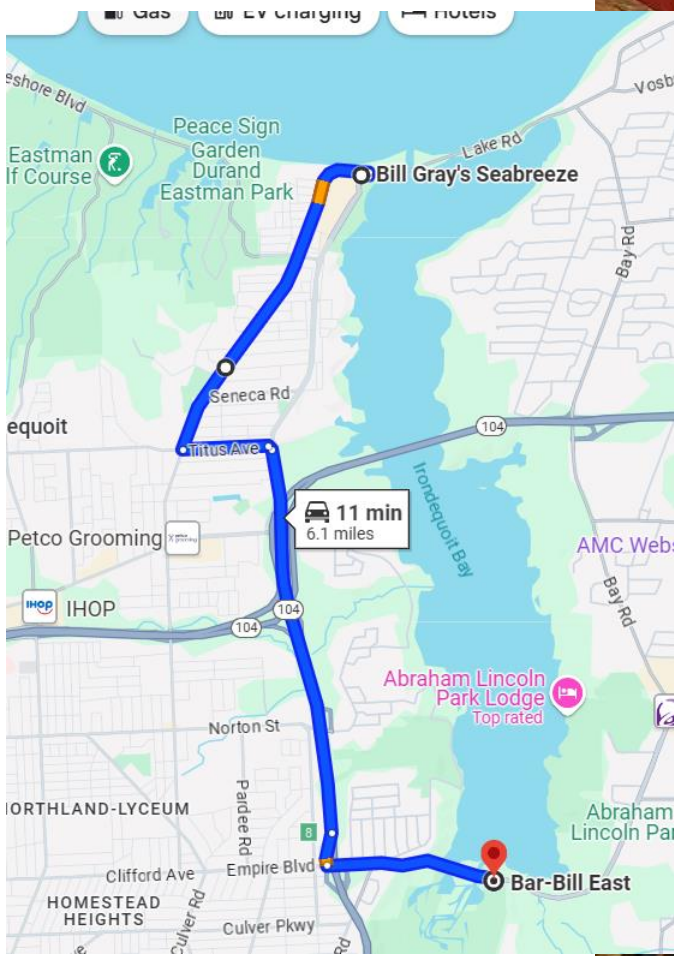 Gas
EV charging
Hotels
eshore Blvd
Vosb
Peace Sign
Garden
Durand
Eastman Park
Lake Rd
Eastman
lf Course
Bill Gray's Seabreeze
Bay Rd
Seneca Rd
equoit
Titus Ave
104
Irondequoit Bay
11 min
6.1 miles
Petco Grooming
AMC Webs
IHOP
IHOP
104
104
Bay Rd
Abraham Lincoln
Park Lodge
Top rated
Norton St
ORTHLAND-LYCEUM
Pardee Rd
8
Abraham
Lincoln Par
Clifford Ave
Empire Blvd
Bar-Bill East
HOMESTEAD
HEIGHTS
Culver Rd
Culver Pkwy
Rd